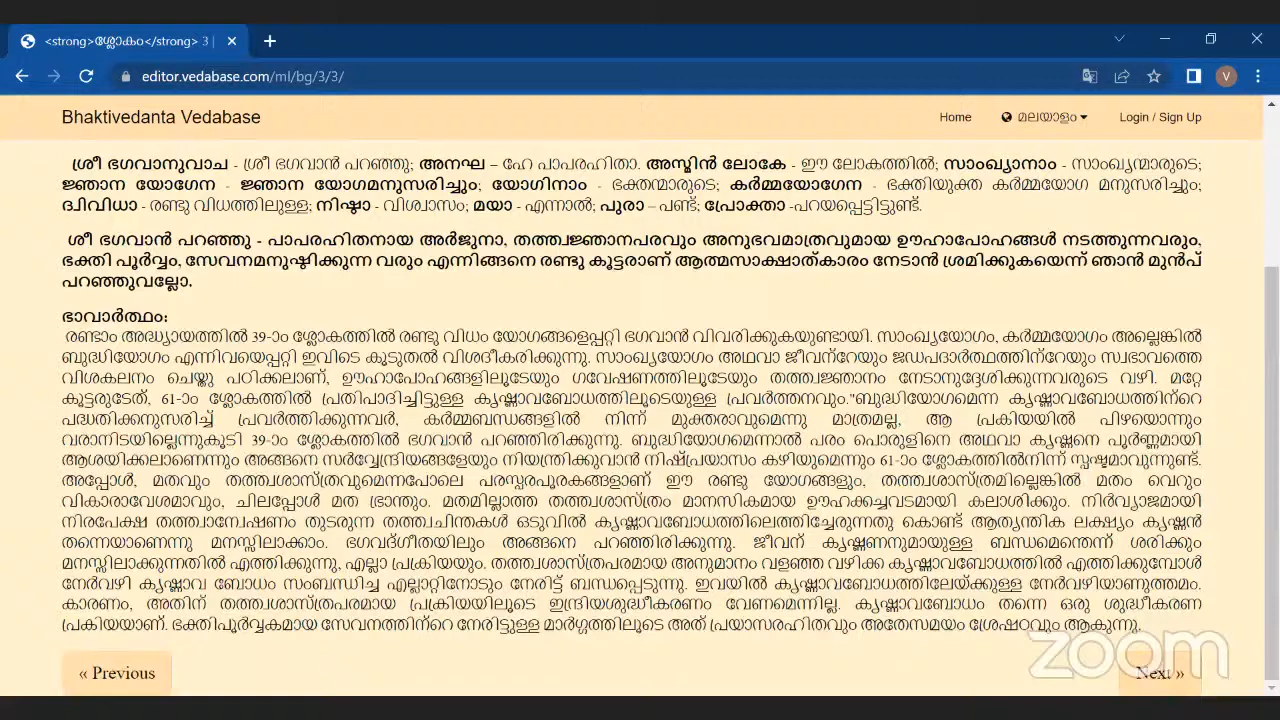 <strong>ശ്ലോകം</strong> 3 |
editor.vedabase.com/ml/bg/3/3/
V
Bhaktivedanta Vedabase
Home
മലയാളം
Login / Sign Up
ശ്രീ ഭഗവാനുവാച - ശ്രീ ഭഗവാൻ പറഞ്ഞു; അനഘ – ഹേ പാപരഹിതാ. അസ്മിൻ ലോകേ - ഈ ലോകത്തിൽ; സാംഖ്യാനാം - സാംഖ്യന്മാരുടെ;
ജ്ഞാന യോഗേന - ജ്ഞാന യോഗമനുസരിച്ചും; യോഗിനാം - ഭക്തന്മാരുടെ; കർമ്മയോഗേന - ഭക്തിയുക്ത കർമ്മയോഗ മനുസരിച്ചും;
ദ്വിവിധാ - രണ്ടു വിധത്തിലുള്ള; നിഷ്ഠാ - വിശ്വാസം; മയാ - എന്നാൽ; പുരാ – പണ്ട്; പ്രോക്താ -പറയപ്പെട്ടിട്ടുണ്ട്.
ശീ ഭഗവാൻ പറഞ്ഞു - പാപരഹിതനായ അർജുനാ, തത്ത്വജ്ഞാനപരവും അനുഭവമാത്രവുമായ ഊഹാപോഹങ്ങൾ നടത്തുന്നവരും,
ഭക്തി പൂർവ്വം, സേവനമനുഷ്ഠിക്കുന്ന വരും എന്നിങ്ങനെ രണ്ടു കൂട്ടരാണ് ആത്മസാക്ഷാത്കാരം നേടാൻ ശ്രമിക്കുകയെന്ന് ഞാൻ മുൻപ്
പറഞ്ഞുവല്ലോ.
ഭാവാർത്ഥം:
രണ്ടാം അദ്ധ്യായത്തിൽ 39-ാം ശ്ലോകത്തിൽ രണ്ടു വിധം യോഗങ്ങളെപ്പറ്റി ഭഗവാൻ വിവരിക്കുകയുണ്ടായി. സാംഖ്യയോഗം, കർമ്മയോഗം അല്ലെങ്കിൽ
ബുദ്ധിയോഗം എന്നിവയെപ്പറ്റി ഇവിടെ കൂടുതൽ വിശദീകരിക്കുന്നു. സാംഖ്യയോഗം അഥവാ ജീവന്റേയും ജഡപദാർത്ഥത്തിന്റേയും സ്വഭാവത്തെ
വിശകലനം ചെയ്തു പഠിക്കലാണ്, ഊഹാപോഹങ്ങളിലൂടേയും ഗവേഷണത്തിലൂടേയും തത്ത്വജ്ഞാനം നേടാനുദ്ദേശിക്കുന്നവരുടെ വഴി. മറ്റേ
കൂട്ടരുടേത്, 61-ാം ശ്ലോകത്തിൽ പ്രതിപാദിച്ചിട്ടുള്ള കൃഷ്ണാവബോധത്തിലൂടെയുള്ള പ്രവർത്തനവും."ബുദ്ധിയോഗമെന്ന കൃഷ്ണാവബോധത്തിന്റെ
പദ്ധതിക്കനുസരിച്ച് പ്രവർത്തിക്കുന്നവർ, കർമ്മബന്ധങ്ങളിൽ നിന്ന് മുക്തരാവുമെന്നു മാത്രമല്ല, ആ പ്രകിയയിൽ പിഴയൊന്നും
വരാനിടയില്ലെന്നുകൂടി 39-ാം ശ്ലോകത്തിൽ ഭഗവാൻ പറഞ്ഞിരിക്കുന്നു. ബുദ്ധിയോഗമെന്നാൽ പരം പൊരുളിനെ അഥവാ കൃഷ്ണനെ പൂർണ്ണമായി
ആശയിക്കലാണെന്നും അങ്ങനെ സർവ്വേന്ദ്രിയങ്ങളേയും നിയന്ത്രിക്കുവാൻ നിഷ്പ്രയാസം കഴിയുമെന്നും 61-ാം ശ്ലോകത്തിൽനിന്ന് സ്പഷ്ടമാവുന്നുണ്ട്.
അപ്പോൾ, മതവും തത്ത്വശാസ്ത്രവുമെന്നപോലെ പരസ്പരപൂരകങ്ങളാണ് ഈ രണ്ടു യോഗങ്ങളും, തത്ത്വശാസ്ത്രമില്ലെങ്കിൽ മതം വെറും
വികാരാവേശമാവും, ചിലപ്പോൾ മത ഭ്രാന്തും. മതമില്ലാത്ത തത്ത്വശാസ്ത്രം മാനസികമായ ഊഹക്കച്ചവടമായി കലാശിക്കും. നിർവ്യാജമായി
നിരപേക്ഷ തത്ത്വാന്വേഷണം തുടരുന്ന തത്ത്വചിന്തകൾ ഒടുവിൽ കൃഷ്ണാവബോധത്തിലെത്തിച്ചേരുന്നതു കൊണ്ട് ആത്യന്തിക ലക്ഷ്യം കൃഷ്ണൻ
തന്നെയാണെന്നു മനസ്സിലാക്കാം. ഭഗവദ്ഗീതയിലും അങ്ങനെ പറഞ്ഞിരിക്കുന്നു. ജീവന് കൃഷ്ണനുമായുള്ള ബന്ധമെന്തെന്ന് ശരിക്കും
മനസ്സിലാക്കുന്നതിൽ എത്തിക്കുന്നു, എല്ലാ പ്രകിയയും. തത്ത്വശാസ്ത്രപരമായ അനുമാനം വളഞ്ഞ വഴിക്ക കൃഷ്ണാവബോധത്തിൽ എത്തിക്കുമ്പോൾ
നേർവഴി കൃഷ്ണാവ ബോധം സംബന്ധിച്ച എല്ലാറ്റിനോടും നേരിട്ട് ബന്ധപ്പെടുന്നു. ഇവയിൽ കൃഷ്ണാവബോധത്തിലേയ്ക്കുള്ള നേർവഴിയാണുത്തമം.
കാരണം, അതിന് തത്ത്വശാസ്ത്രപരമായ പ്രക്രിയയിലൂടെ ഇന്ദ്രിയശുദ്ധീകരണം വേണമെന്നില്ല. കൃഷ്ണാവബോധം തന്നെ ഒരു ശുദ്ധീകരണ
പ്രകിയയാണ്. ഭക്തിപൂർവ്വകമായ സേവനത്തിന്റെ നേരിട്ടുള്ള മാർഗ്ഗത്തിലൂടെ അത് പ്രയാസരഹിതവും അതേസമയം ശ്രേഷഠവും ആകുന്നു.
zoom
« Previous
Next »